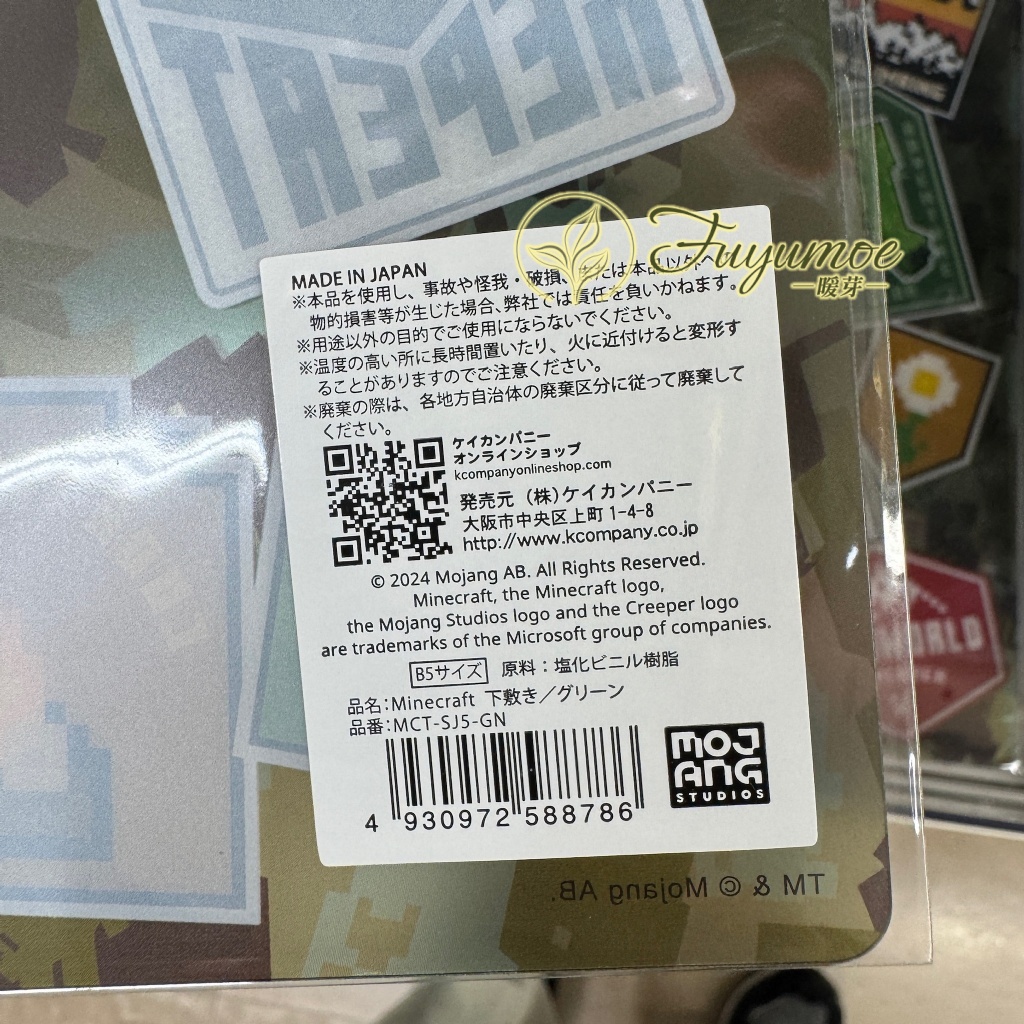 Fuyumoe
暖芽
MADE IN JAPAN
※本品を使用し、事故や怪我・破損、または本品以外へ
物的損害等が生じた場合、弊社では責任を負いかねます。
※用途以外の目的でご使用にならないでください。
※温度の高い所に長時間置いたり、火に近付けると変形す
ることがありますのでご注意ください。
※廃棄の際は、各地方自治体の廃棄区分に従って廃棄して
ください。
ケイカンパニー
オンラインショップ
kcompanyonlineshop.com
発売元（株）ケイカンパニー
大阪市中央区上町 1-4-8
http://www.kcompany.co.jp
© 2024 Mojang AB. All Rights Reserved.
Minecraft, the Minecraft logo,
the Mojang Studios logo and the Creeper logo
are trademarks of the Microsoft group of companies.
B5サイズ 原料：塩化ビニル樹脂
品名：Minecraft 下敷き／グリーン
品番：MCT-SJ5-GN
4 930972 588786
MOJ
ANG
STUDIOS
TM & © Mojang AB.